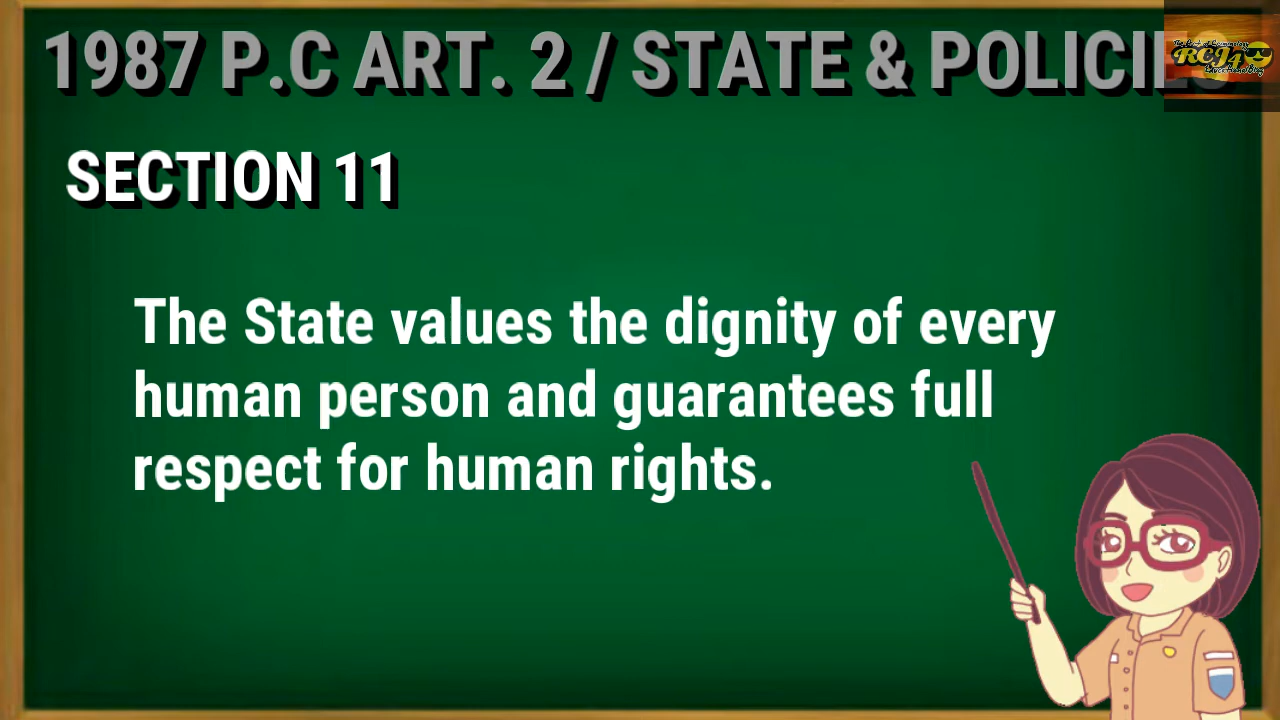 1987 P.C ART. 2 / STATE & POLICIES
SECTION 11
The State values the dignity of every
human person and guarantees full
respect for human rights.
RCJ4